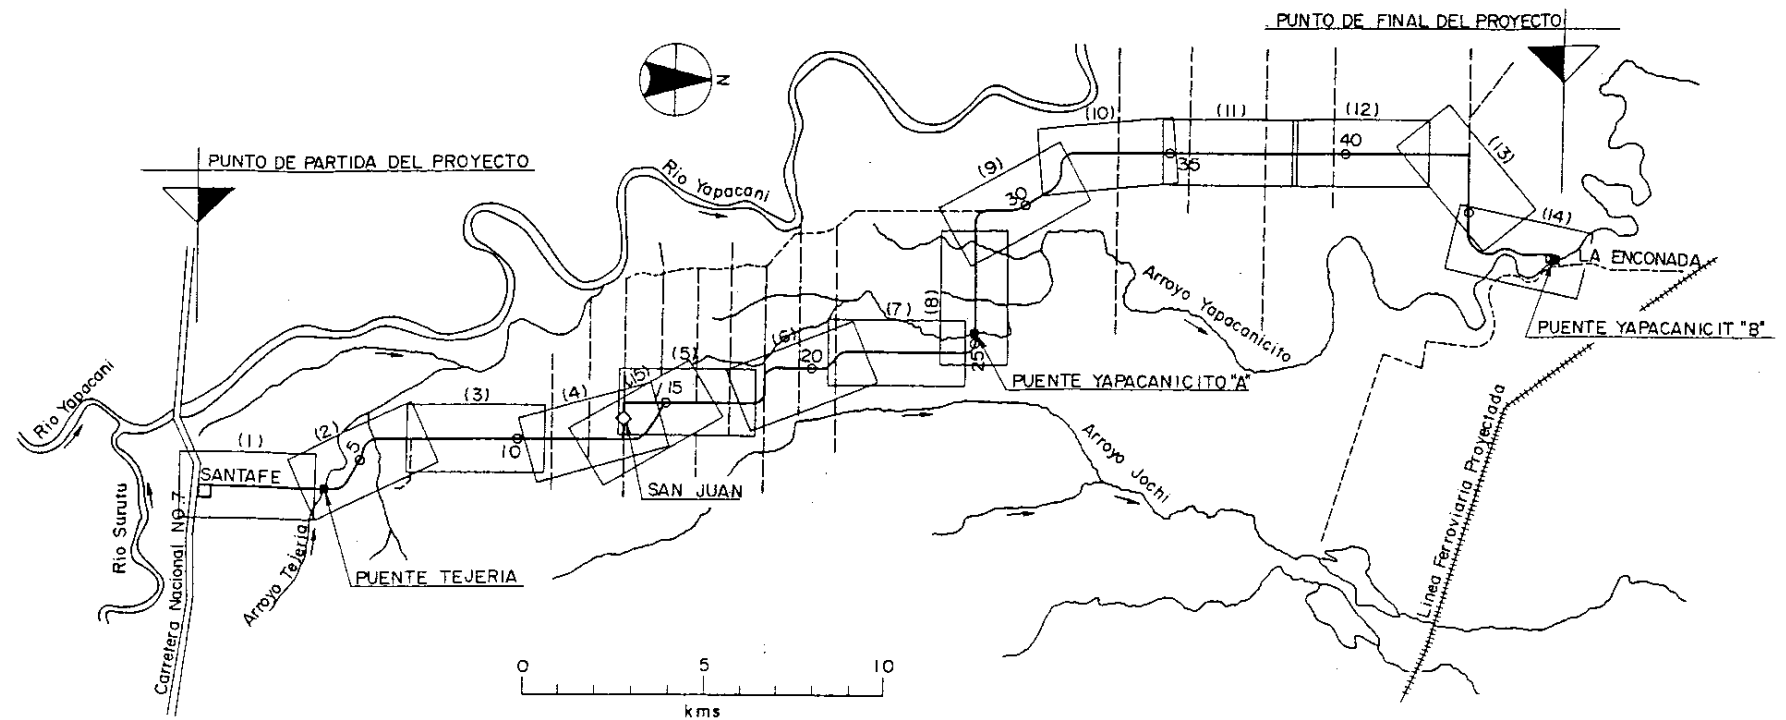 PUNTO DE FINAL DEL PROYECTO
N
PUNTO DE PARTIDA DEL PROYECTO
Rio Yapacani
(9)
(10)
(11)
(12)
(13)
(14)
30
35
40
LA ENCONADA
PUENTE YAPACANICIT "B"
Arroyo Yapacanicito
(8)
(7)
25
PUENTE YAPACANICITO "A"
(6)
20
(5)
(15)
15
(4)
(3)
10
SAN JUAN
(2)
5
(1)
SANTAFE
Rio Yapacani
Rio Surutu
Carretera Nacional NO.7
Arroyo Tejeria
PUENTE TEJERIA
Arroyo Jochi
Linea Ferroviaria Proyectada
0 5 10
kms